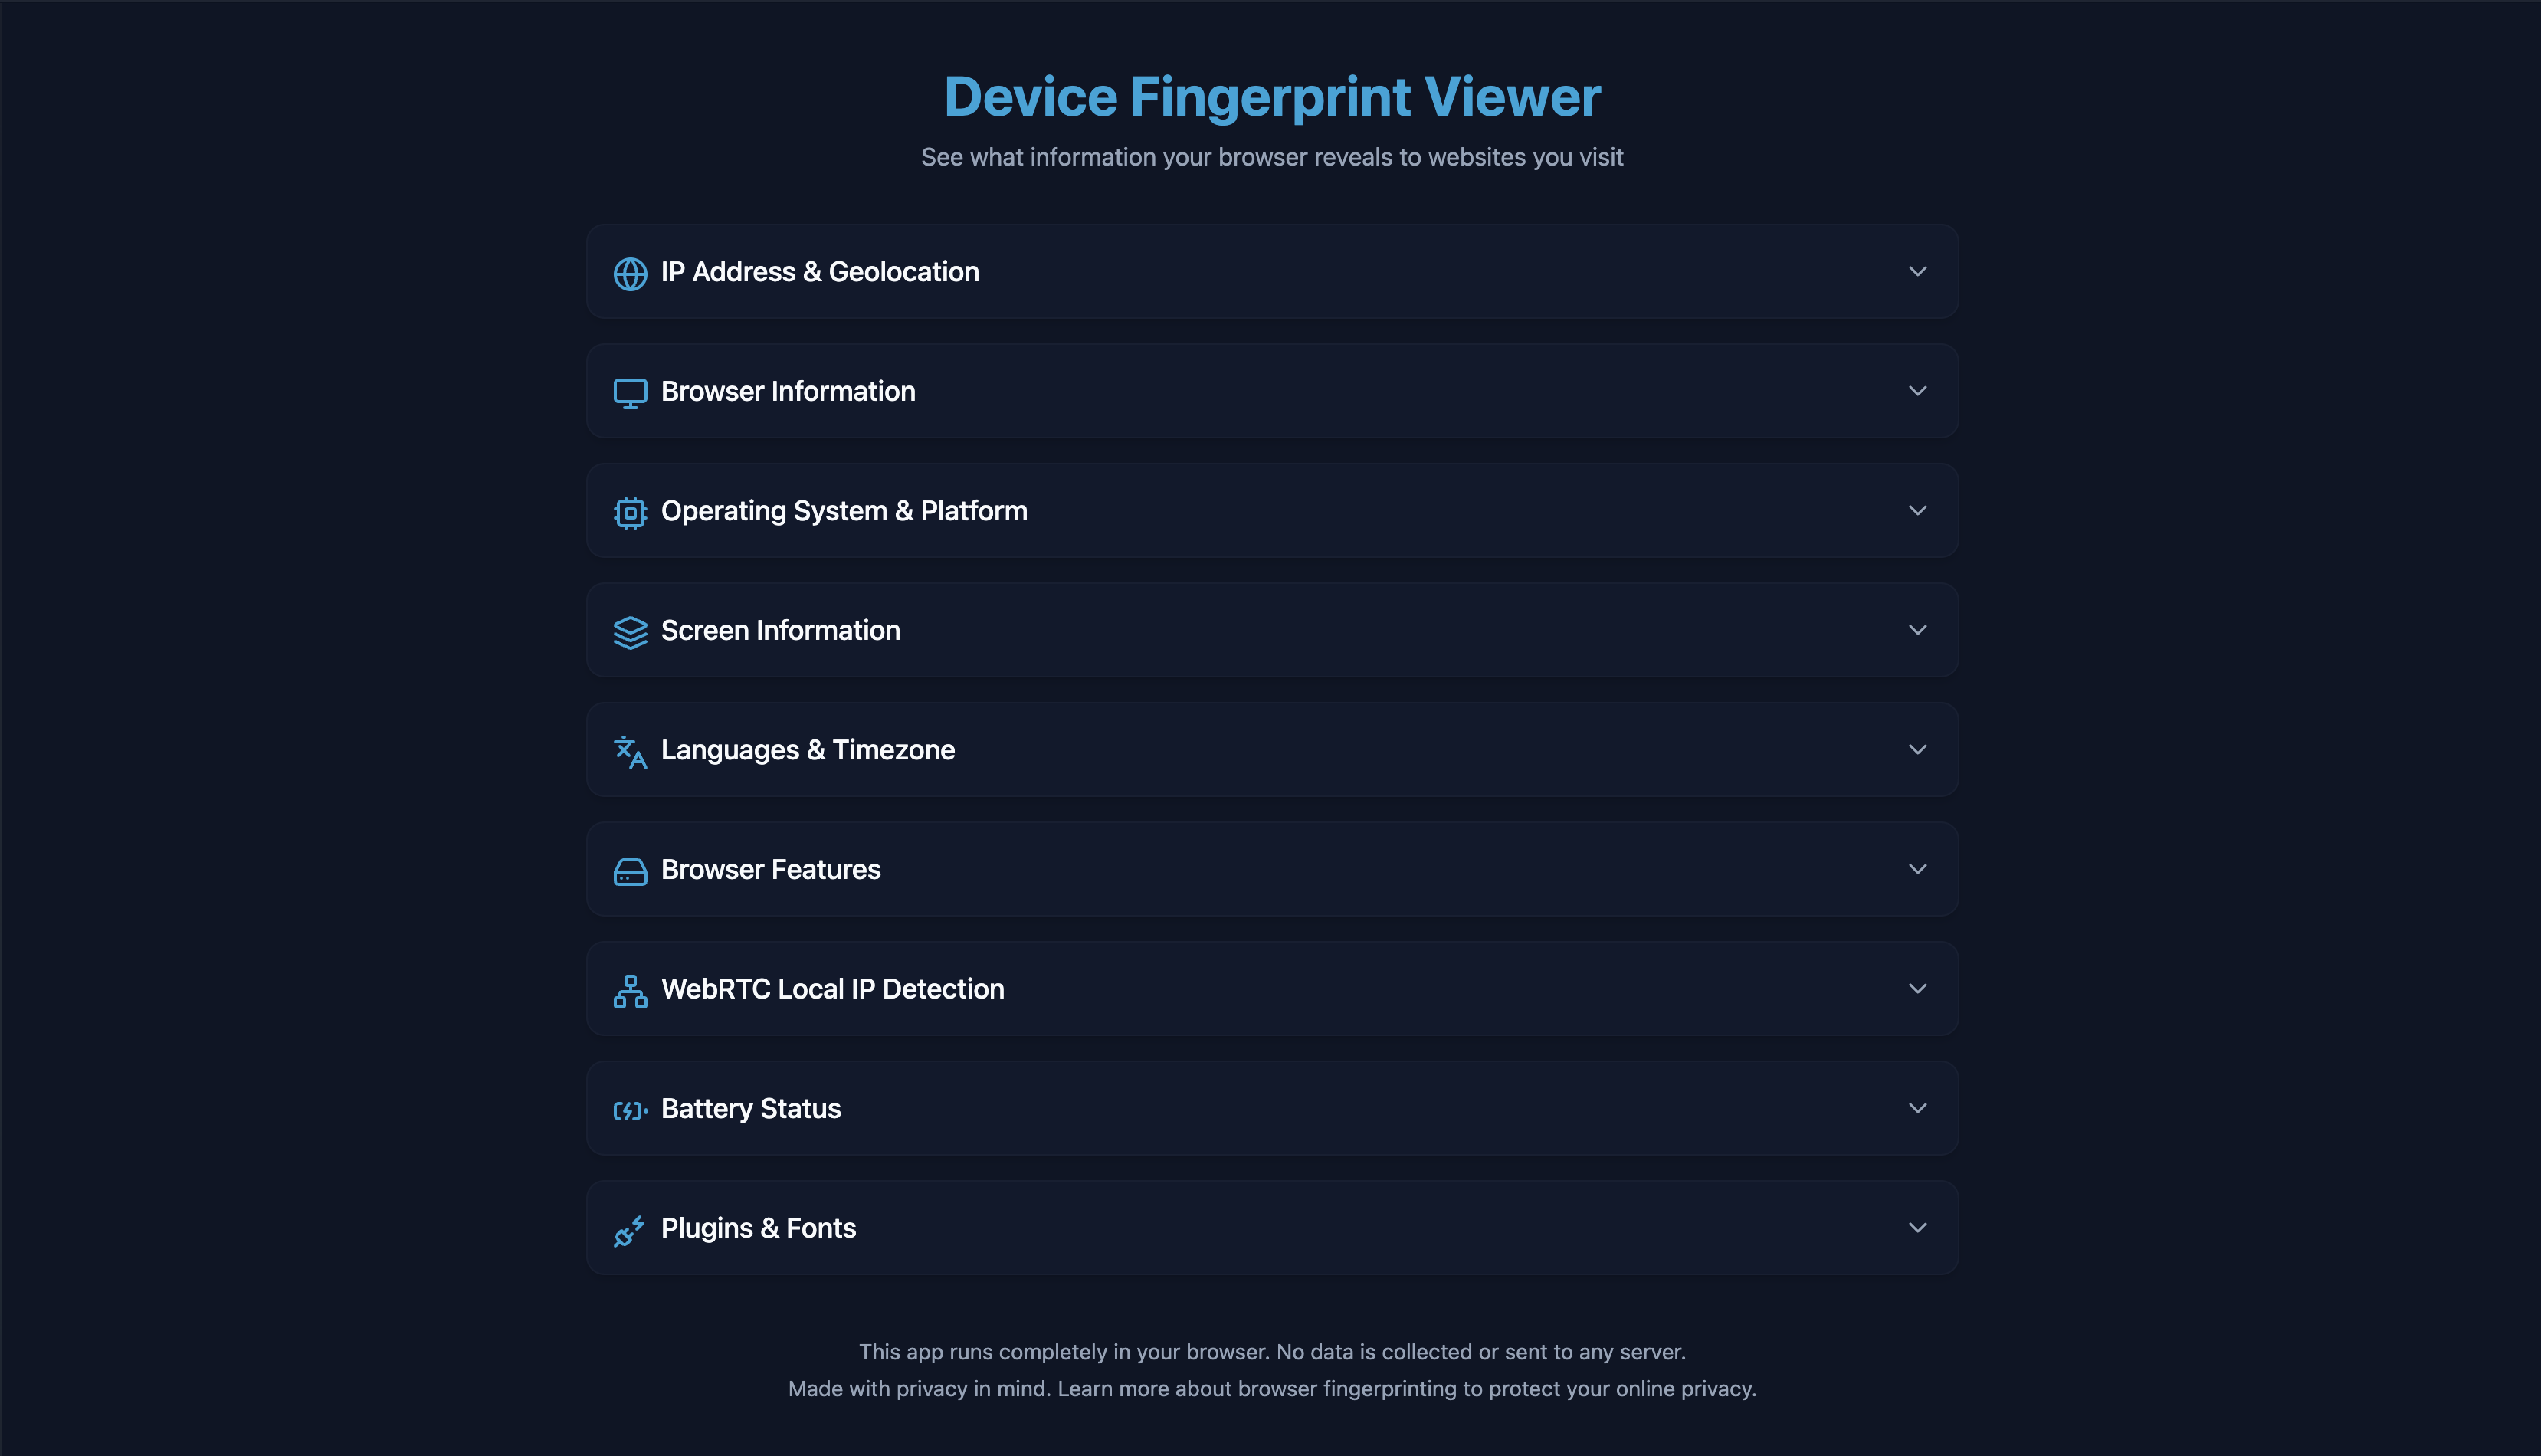 Device Fingerprint Viewer
See what information your browser reveals to websites you visit
IP Address & Geolocation
Browser Information
Operating System & Platform
Screen Information
Languages & Timezone
Browser Features
WebRTC Local IP Detection
Battery Status
Plugins & Fonts
This app runs completely in your browser. No data is collected or sent to any server.
Made with privacy in mind. Learn more about browser fingerprinting to protect your online privacy.